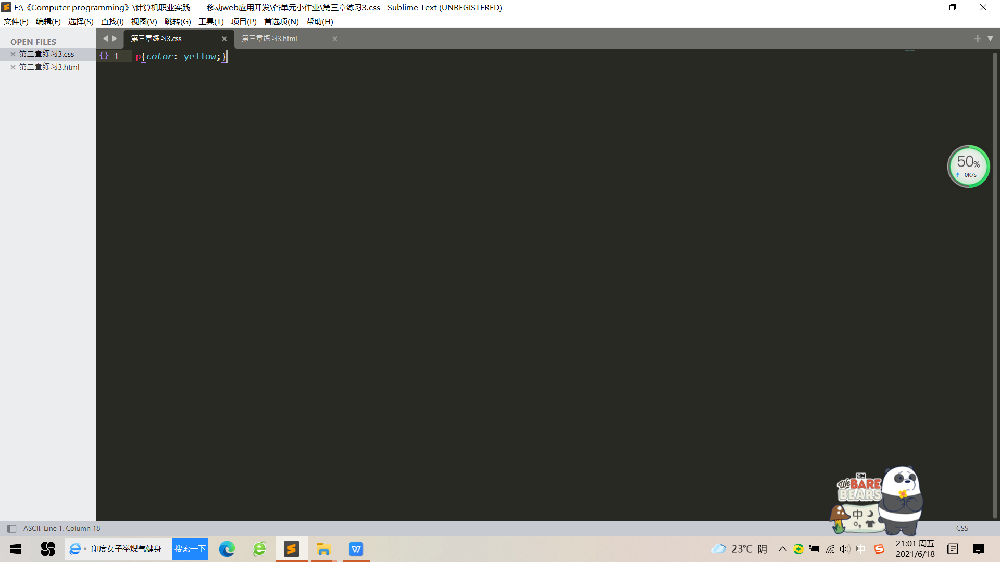 E:\《Computer programming》\计算机职业实践——移动web应用开发\各单元小作业\第三章练习3.css - Sublime Text (UNREGISTERED)
文件(F) 编辑(E) 选择(S) 查找(I) 视图(V) 跳转(G) 工具(T) 项目(P) 首选项(N) 帮助(H)
OPEN FILES
第三章练习3.css
第三章练习3.html
第三章练习3.css
第三章练习3.html
{} 1 p{color: yellow;}
50%
0K/s
CN
We BARE BEARS
中
ASCII, Line 1, Column 18
CSS
印度女子举煤气健身
搜索一下
23°C 阴
中
21:01 周五
2021/6/18